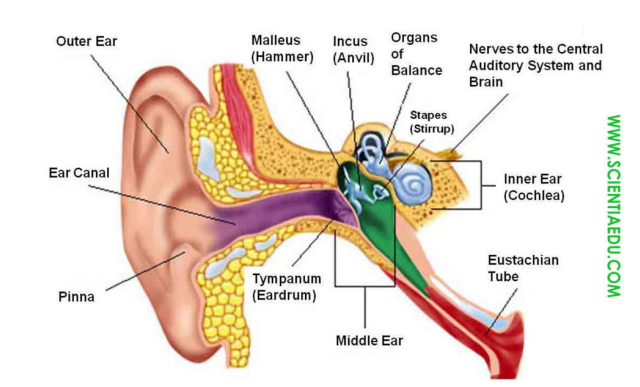 Outer Ear
Malleus
(Hammer)
Incus
(Anvil)
Organs
of
Balance
Nerves to the Central
Auditory System and
Brain
Stapes
(Stirrup)
Ear Canal
Inner Ear
(Cochlea)
Pinna
Tympanum
(Eardrum)
Eustachian
Tube
Middle Ear
WWW.SCIENTIAEDU.COM